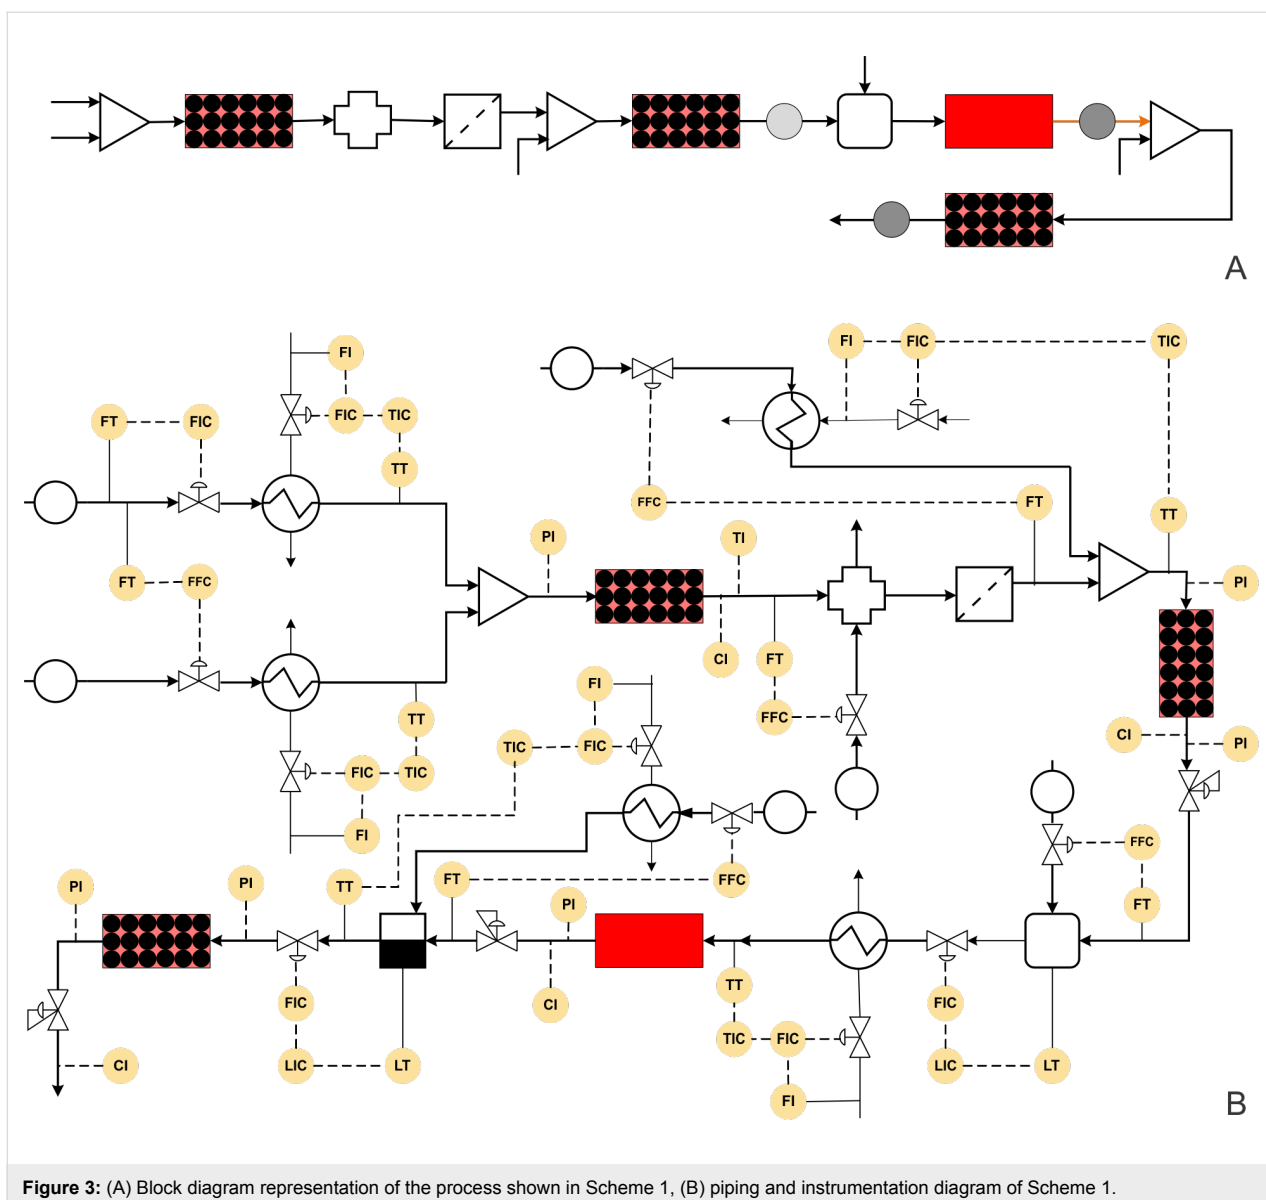 A
FI FIC TIC
FI
FT FIC FIC TIC
TT
FFC FT TT
PI TI
FT FFC PI
CI FT
FI
TT FFC
CI PI
TIC FIC
FIC TIC
FI
FFC
PI PI TT FT FFC
PI FT
TT
FIC CI FIC
TIC FIC
CI LIC LT LIC LT
FI
B
Figure 3: (A) Block diagram representation of the process shown in Scheme 1, (B) piping and instrumentation diagram of Scheme 1.